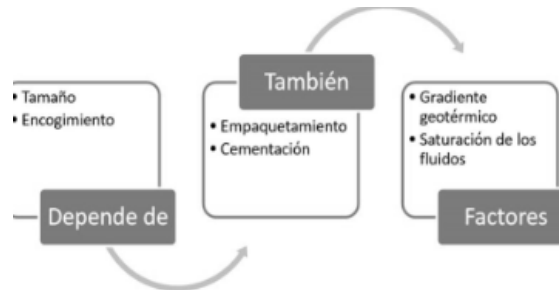 • Tamaño
• Encogimiento
Depende de
También
• Empaquetamiento
• Cementación
• Gradiente
geotérmico
• Saturación de los
fluidos
Factores